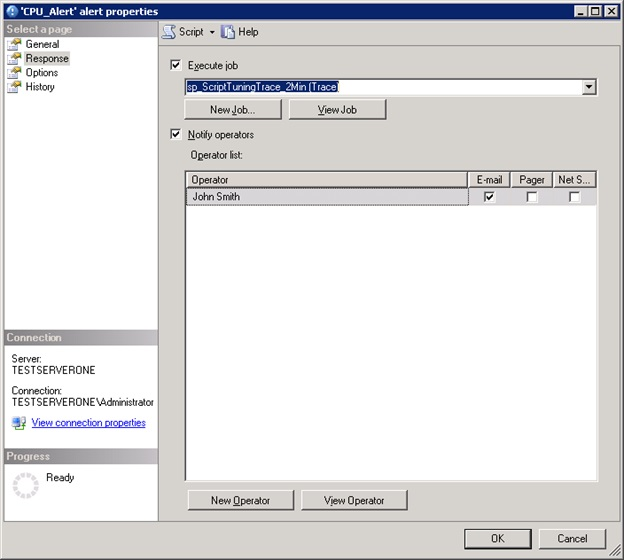 'CPU_Alert' alert properties
Select a page
General
Response
Options
History
Script Help
Execute job
sp_ScriptTuningTrace_2Min (Trace)
New Job... View Job
Notify operators
Operator list:
Operator E-mail Pager Net S...
John Smith
Connection
Server:
TESTSERVERONE
Connection:
TESTSERVERONE\Administrator
View connection properties
Progress
Ready
New Operator View Operator
OK Cancel